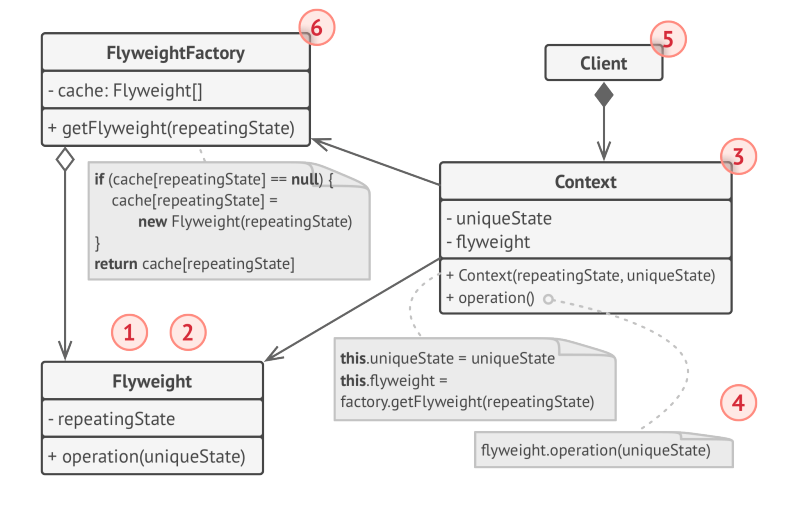 6
FlyweightFactory
- cache: Flyweight[]
+ getFlyweight(repeatingState)
5
Client
if (cache[repeatingState] == null) {
cache[repeatingState] =
new Flyweight(repeatingState)
}
return cache[repeatingState]
3
Context
- uniqueState
- flyweight
+ Context(repeatingState, uniqueState)
+ operation()
1
2
Flyweight
- repeatingState
+ operation(uniqueState)
this.uniqueState = uniqueState
this.flyweight =
factory.getFlyweight(repeatingState)
4
flyweight.operation(uniqueState)